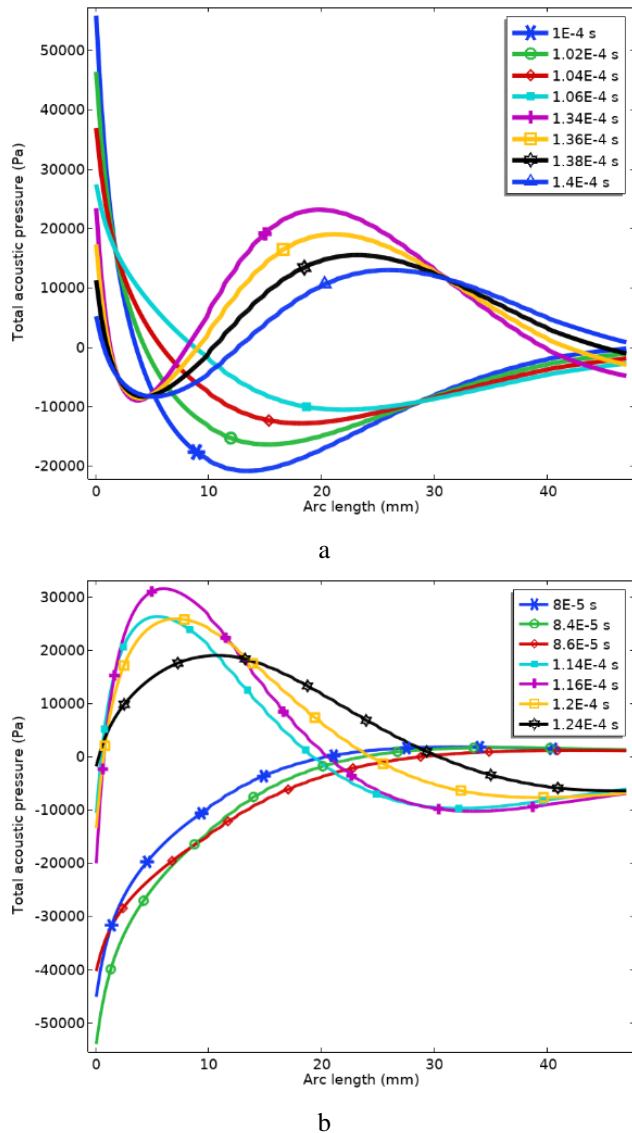 50000
40000
30000
20000
10000
0
-10000
-20000
Total acoustic pressure (Pa)
1E-4 s
1.02E-4 s
1.04E-4 s
1.06E-4 s
1.34E-4 s
1.36E-4 s
1.38E-4 s
1.4E-4 s
0 10 20 30 40
Arc length (mm)
a
30000
20000
10000
0
-10000
-20000
-30000
-40000
-50000
Total acoustic pressure (Pa)
8E-5 s
8.4E-5 s
8.6E-5 s
1.14E-4 s
1.16E-4 s
1.2E-4 s
1.24E-4 s
0 10 20 30 40
Arc length (mm)
b